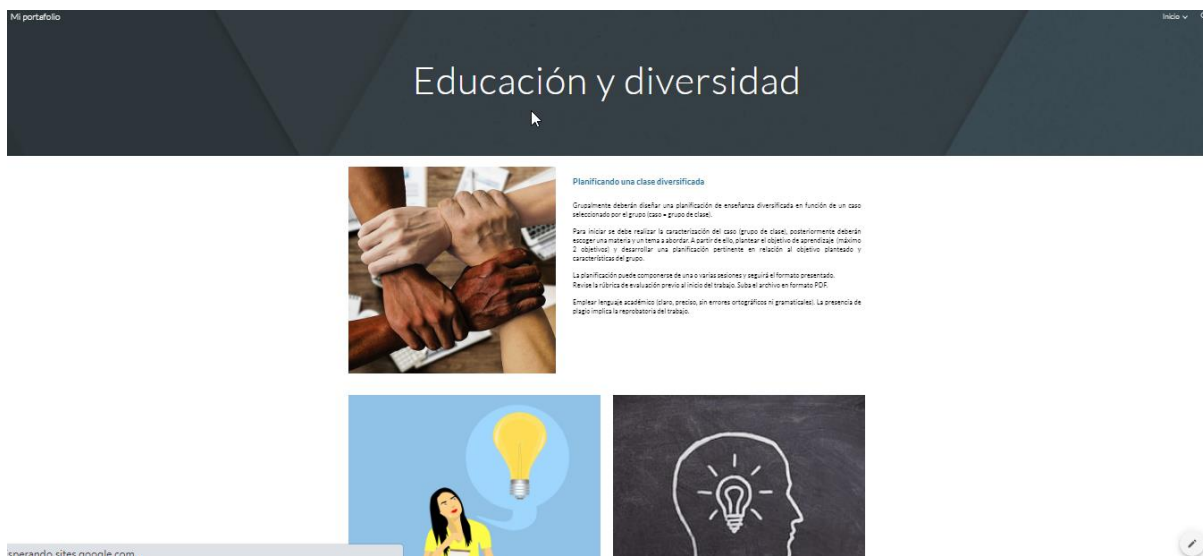 Mi portafolio
Inicio
Educación y diversidad
Planificando una clase diversificada
Grupalmente deberán diseñar una planificación de enseñanza diversificada en función de un caso
seleccionado por el grupo (caso = grupo de clase).
Para iniciar se debe realizar la caracterización del caso (grupo de clase), posteriormente deberán
escoger una materia y un tema a abordar. A partir de ello, plantear el objetivo de aprendizaje (máximo
2 objetivos) y desarrollar una planificación pertinente en relación al objetivo planteado y
características del grupo.
La planificación puede componerse de una o varias sesiones y seguirá el formato presentado.
Revise la rúbrica de evaluación previo al inicio del trabajo. Suba el archivo en formato PDF.
Emplear lenguaje académico (claro, preciso, sin errores ortográficos ni gramaticales). La presencia de
plagio implica la reprobatoria del trabajo.
sperando sites.google.com